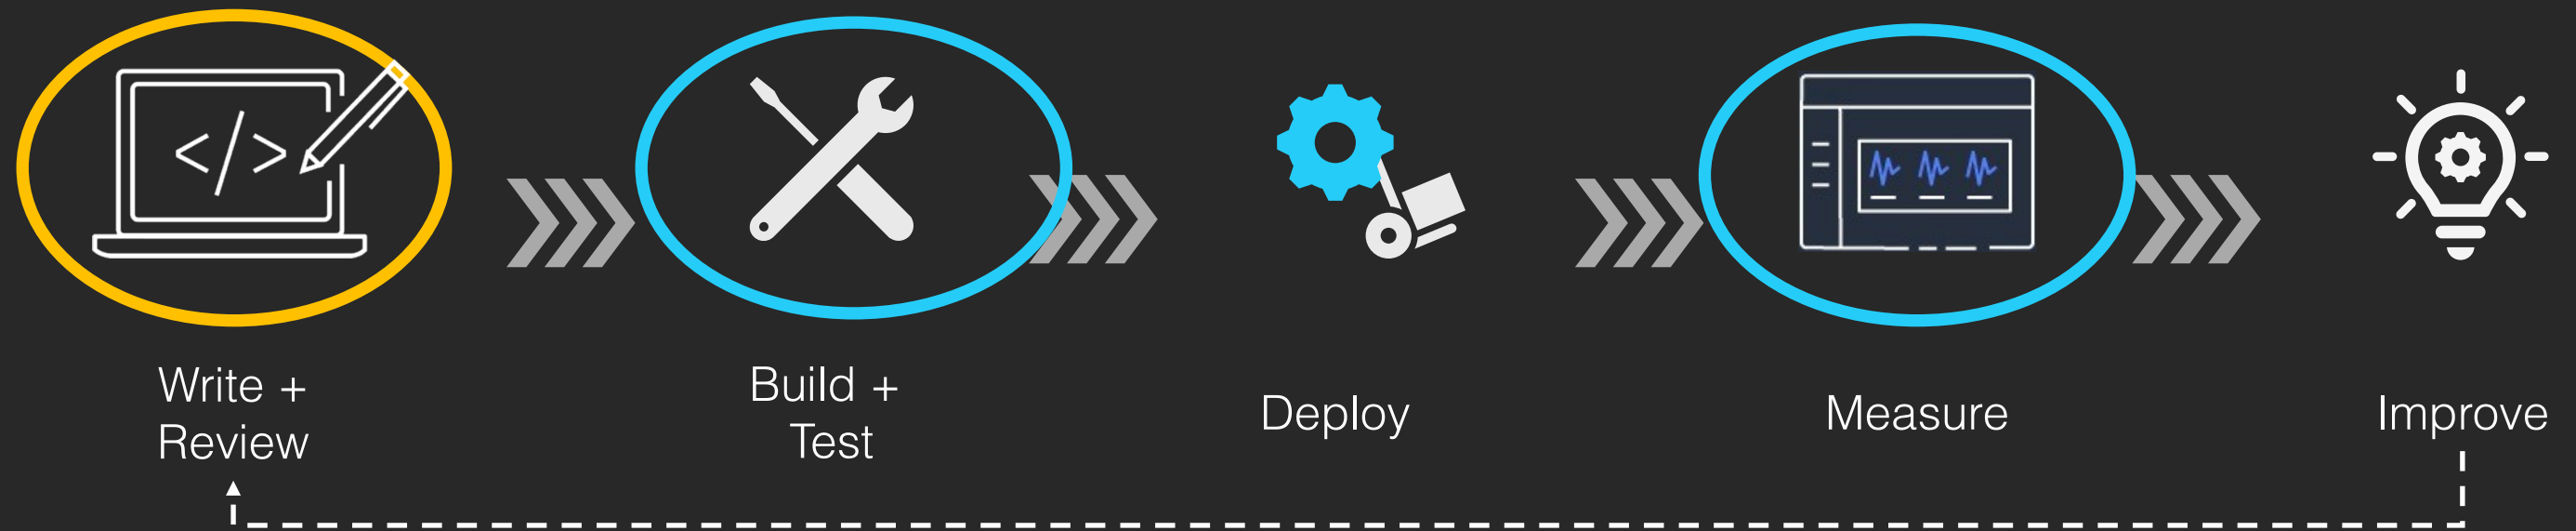 Write +
Review
Build +
Test
Deploy
Measure
Improve